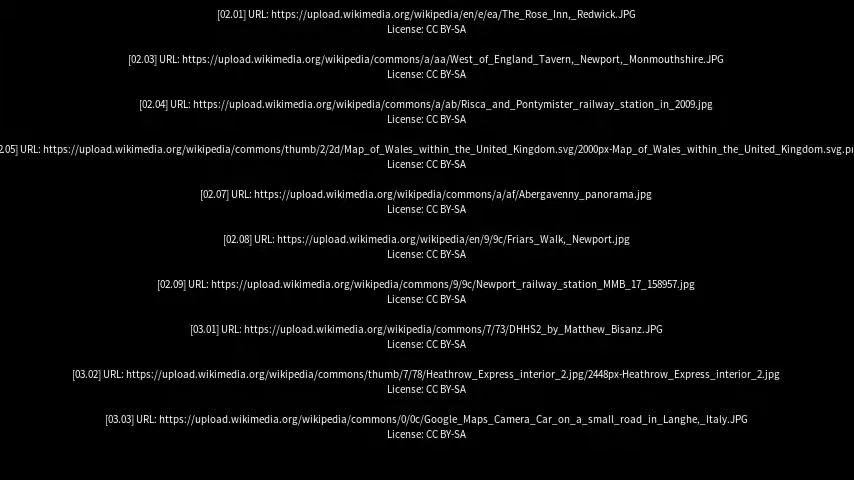 [02.01] URL: https://upload.wikimedia.org/wikipedia/en/e/ea/The_Rose_Inn,_Redwick.JPG
License: CC BY-SA
[02.03] URL: https://upload.wikimedia.org/wikipedia/commons/a/aa/West_of_England_Tavern,_Newport,_Monmouthshire.JPG
License: CC BY-SA
[02.04] URL: https://upload.wikimedia.org/wikipedia/commons/a/ab/Risca_and_Pontymister_railway_station_in_2009.jpg
License: CC BY-SA
2.05] URL: https://upload.wikimedia.org/wikipedia/commons/thumb/2/2d/Map_of_Wales_within_the_United_Kingdom.svg/2000px-Map_of_Wales_within_the_United_Kingdom.svg.p
License: CC BY-SA
[02.07] URL: https://upload.wikimedia.org/wikipedia/commons/a/af/Abergavenny_panorama.jpg
License: CC BY-SA
[02.08] URL: https://upload.wikimedia.org/wikipedia/en/9/9c/Friars_Walk,_Newport.jpg
License: CC BY-SA
[02.09] URL: https://upload.wikimedia.org/wikipedia/commons/9/9c/Newport_railway_station_MMB_17_158957.jpg
License: CC BY-SA
[03.01] URL: https://upload.wikimedia.org/wikipedia/commons/7/73/DHHS2_by_Matthew_Bisanz.JPG
License: CC BY-SA
[03.02] URL: https://upload.wikimedia.org/wikipedia/commons/thumb/7/78/Heathrow_Express_interior_2.jpg/2448px-Heathrow_Express_interior_2.jpg
License: CC BY-SA
[03.03] URL: https://upload.wikimedia.org/wikipedia/commons/0/0c/Google_Maps_Camera_Car_on_a_small_road_in_Langhe,_Italy.JPG
License: CC BY-SA